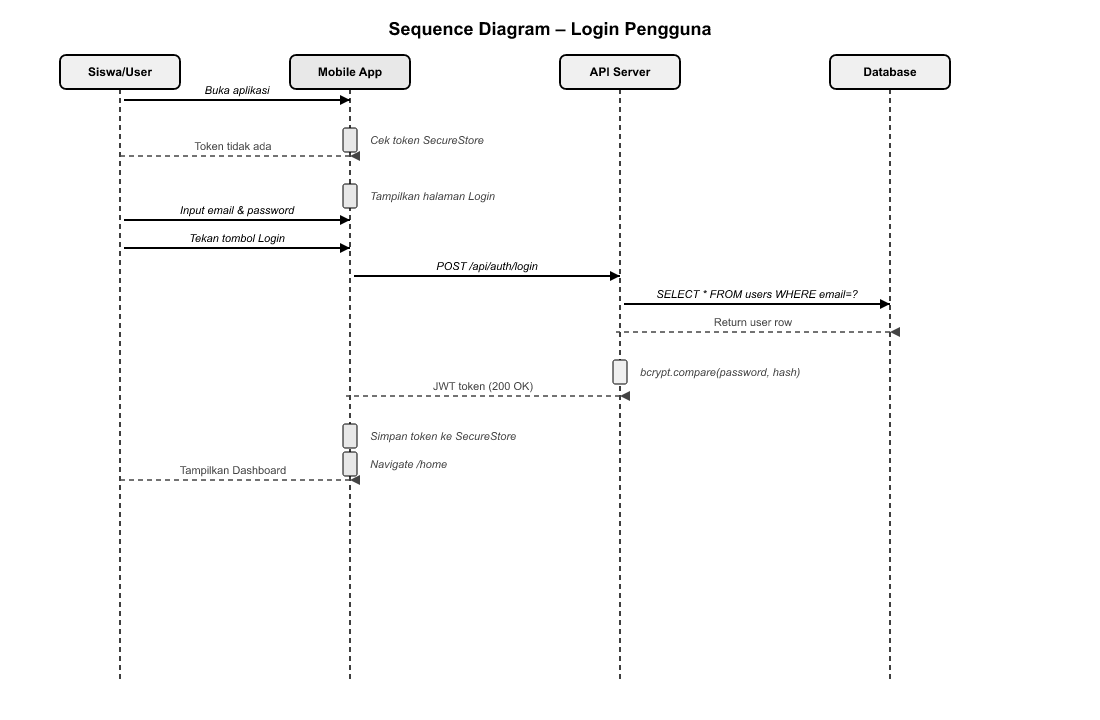 Sequence Diagram – Login Pengguna
Siswa/User
Mobile App
API Server
Database
Buka aplikasi
Cek token SecureStore
Token tidak ada
Tampilkan halaman Login
Input email & password
Tekan tombol Login
POST /api/auth/login
SELECT * FROM users WHERE email=?
Return user row
bcrypt.compare(password, hash)
JWT token (200 OK)
Simpan token ke SecureStore
Navigate /home
Tampilkan Dashboard